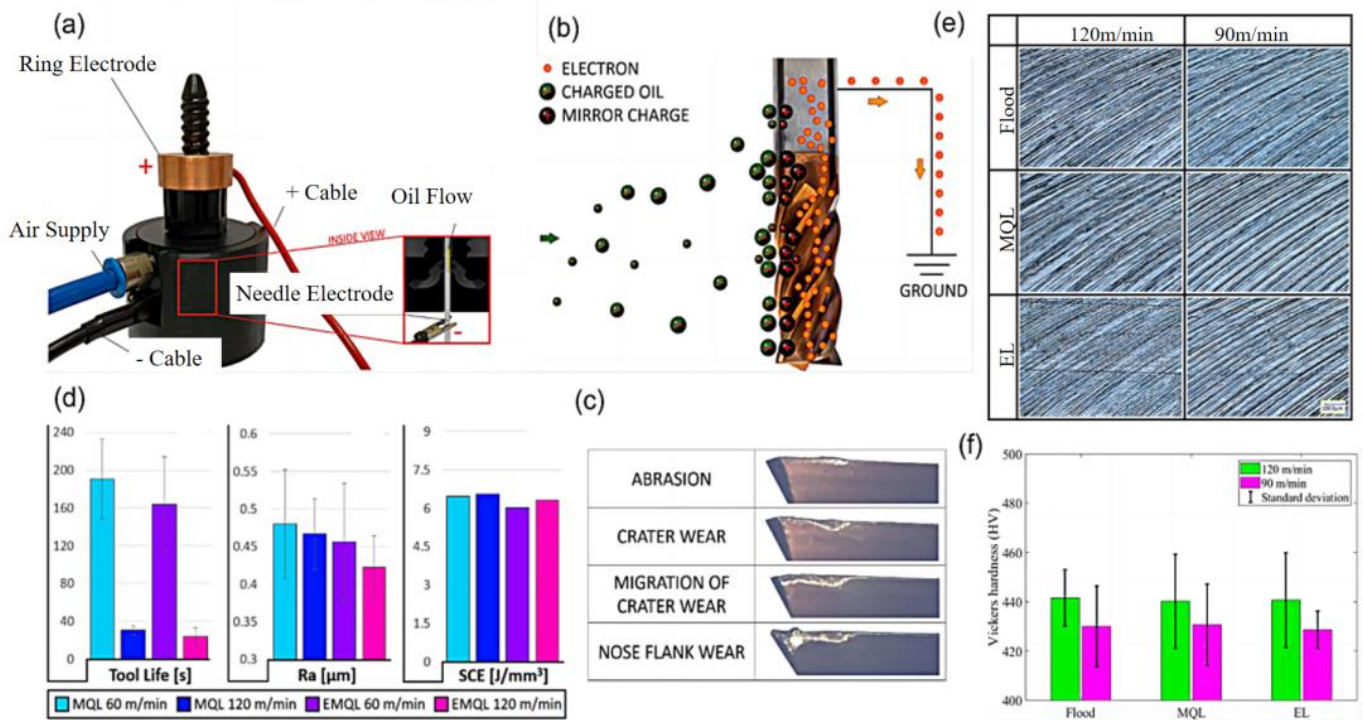 (a)
Ring Electrode
+
+ Cable
Oil Flow
Air Supply
INSIDE VIEW
Needle Electrode
-
- Cable
(b)
ELECTRON
CHARGED OIL
MIRROR CHARGE
GROUND
(e)
120m/min
90m/min
Flood
MQL
EL
(d)
240
200
160
120
80
40
0
Tool Life [s]
0.6
0.55
0.5
0.45
0.4
0.35
0.3
Ra [µm]
9
7.5
6
4.5
3
1.5
0
SCE [J/mm³]
MQL 60 m/min
MQL 120 m/min
EMQL 60 m/min
EMQL 120 m/min
(c)
ABRASION
CRATER WEAR
MIGRATION OF
CRATER WEAR
NOSE FLANK WEAR
(f)
500
480
460
440
420
400
Vickers hardness (HV)
120 m/min
90 m/min
Standard deviation
Flood
MQL
EL